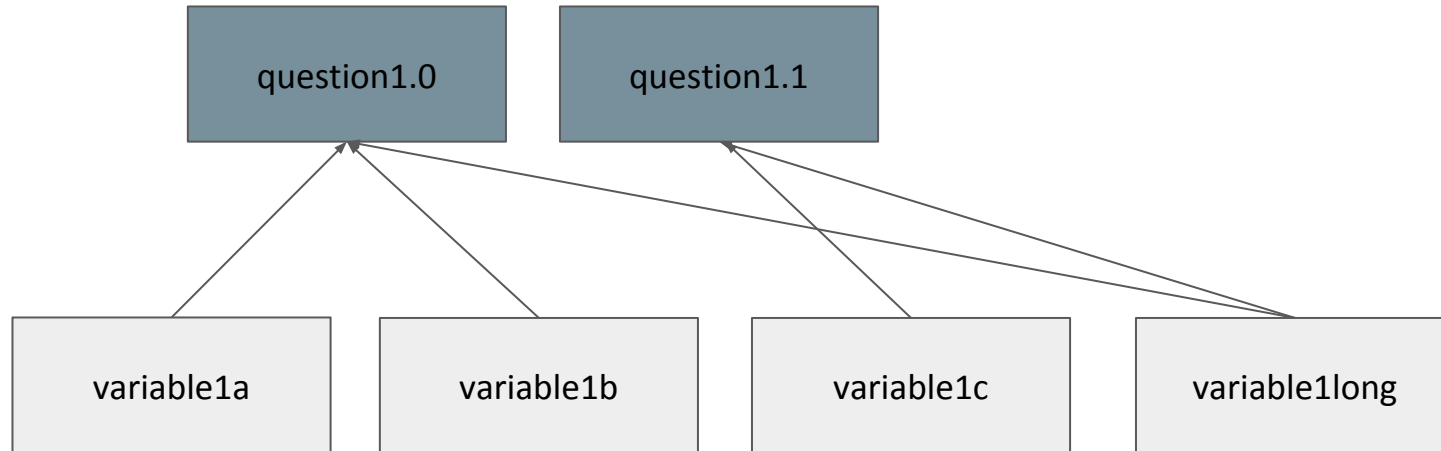 question1.0
question1.1
variable1a
variable1b
variable1c
variable1long